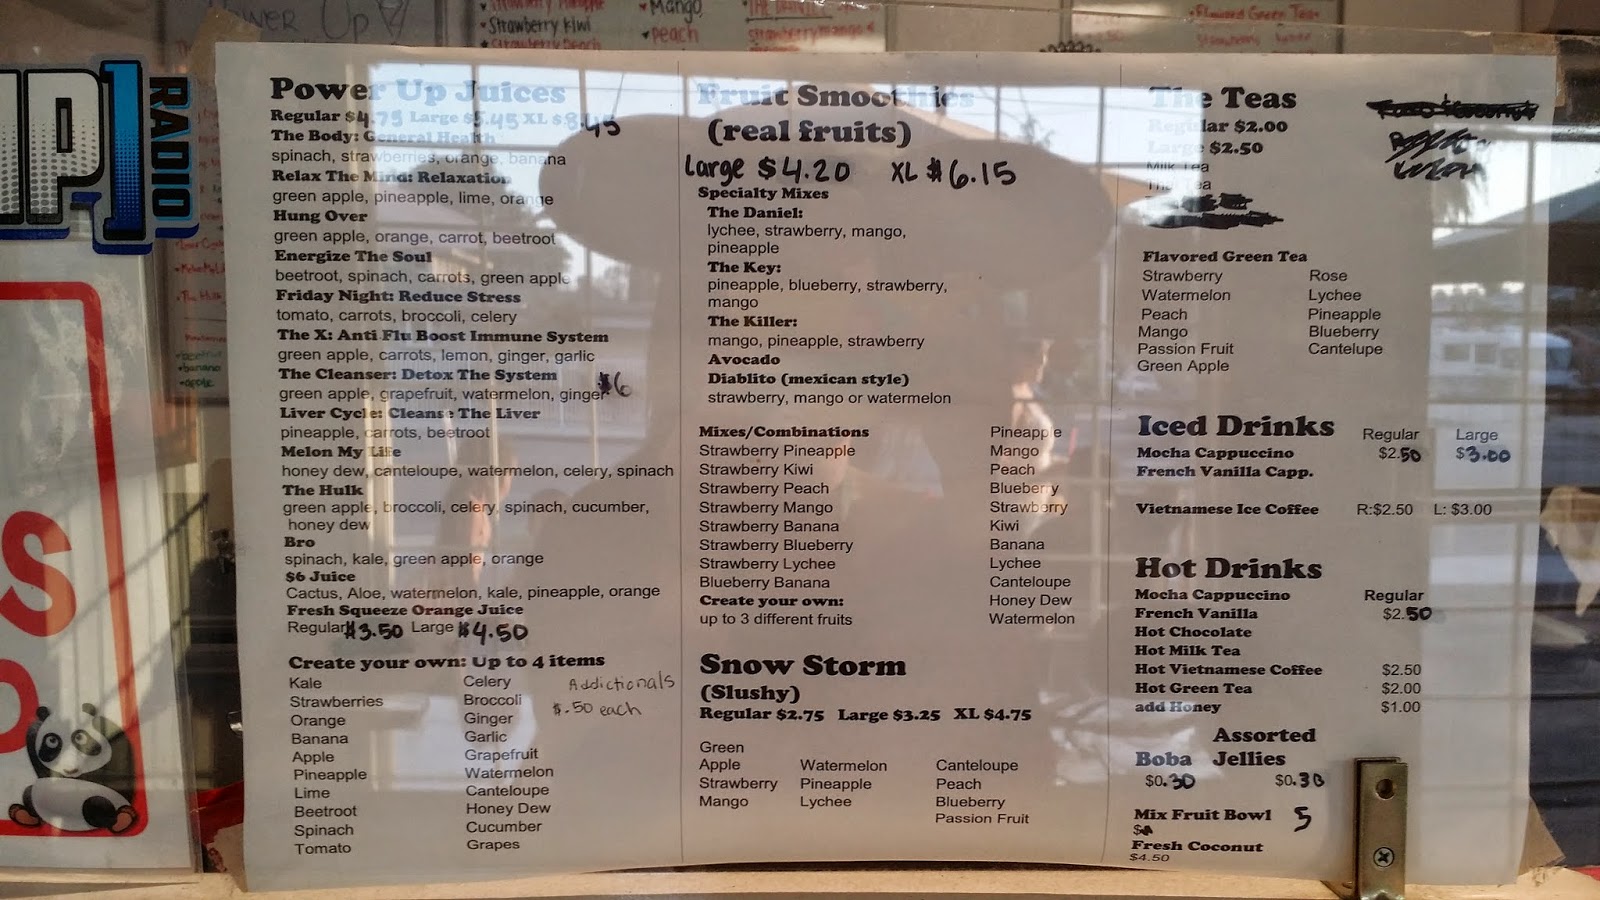 Power Up
Strawberry Kiwi
Mango
peach
Flavored Green Tea
UP1
RADIO
Power Up Juices
Regular $4.75 Large $5.45 XL $8.45
The Body: General Health
spinach, strawberries, orange, banana
Relax The Mind: Relaxation
green apple, pineapple, lime, orange
Hung Over
green apple, orange, carrot, beetroot
Energize The Soul
beetroot, spinach, carrots, green apple
Friday Night: Reduce Stress
tomato, carrots, broccoli, celery
The X: Anti Flu Boost Immune System
green apple, carrots, lemon, ginger, garlic
The Cleanser: Detox The System
green apple, grapefruit, watermelon, ginger $6
Liver Cycle: Cleanse The Liver
pineapple, carrots, beetroot
Melon My Life
honey dew, canteloupe, watermelon, celery, spinach
The Hulk
green apple, broccoli, celery, spinach, cucumber,
honey dew
Bro
spinach, kale, green apple, orange
$6 Juice
Cactus, Aloe, watermelon, kale, pineapple, orange
Fresh Squeeze Orange Juice
Regular $3.50 Large $4.50
Create your own: Up to 4 items
Kale
Strawberries
Orange
Banana
Apple
Pineapple
Lime
Beetroot
Spinach
Tomato
Celery
Broccoli
Ginger
Garlic
Grapefruit
Watermelon
Canteloupe
Honey Dew
Cucumber
Grapes
Addictionals
$.50 each
Fruit Smoothies
(real fruits)
Large $4.20 XL $6.15
Specialty Mixes
The Daniel:
lychee, strawberry, mango,
pineapple
The Key:
pineapple, blueberry, strawberry,
mango
The Killer:
mango, pineapple, strawberry
Avocado
Diablito (mexican style)
strawberry, mango or watermelon
Mixes/Combinations
Strawberry Pineapple
Strawberry Kiwi
Strawberry Peach
Strawberry Mango
Strawberry Banana
Strawberry Blueberry
Strawberry Lychee
Blueberry Banana
Create your own:
up to 3 different fruits
Pineapple
Mango
Peach
Blueberry
Strawberry
Kiwi
Banana
Lychee
Canteloupe
Honey Dew
Watermelon
Snow Storm
(Slushy)
Regular $2.75 Large $3.25 XL $4.75
Green
Apple
Strawberry
Mango
Watermelon
Pineapple
Lychee
Canteloupe
Peach
Blueberry
Passion Fruit
The Teas
Regular $2.00
Large $2.50
Milk Tea
Thai Tea
Flavored Green Tea
Strawberry
Watermelon
Peach
Mango
Passion Fruit
Green Apple
Rose
Lychee
Pineapple
Blueberry
Cantelupe
Iced Drinks Regular Large
Mocha Cappuccino $2.50 $3.00
French Vanilla Capp.
Vietnamese Ice Coffee R:$2.50 L: $3.00
Hot Drinks
Mocha Cappuccino Regular
French Vanilla $2.50
Hot Chocolate
Hot Milk Tea
Hot Vietnamese Coffee $2.50
Hot Green Tea $2.00
add Honey $1.00
Assorted
Boba Jellies
$0.30 $0.30
Mix Fruit Bowl 5
$
Fresh Coconut
$4.50